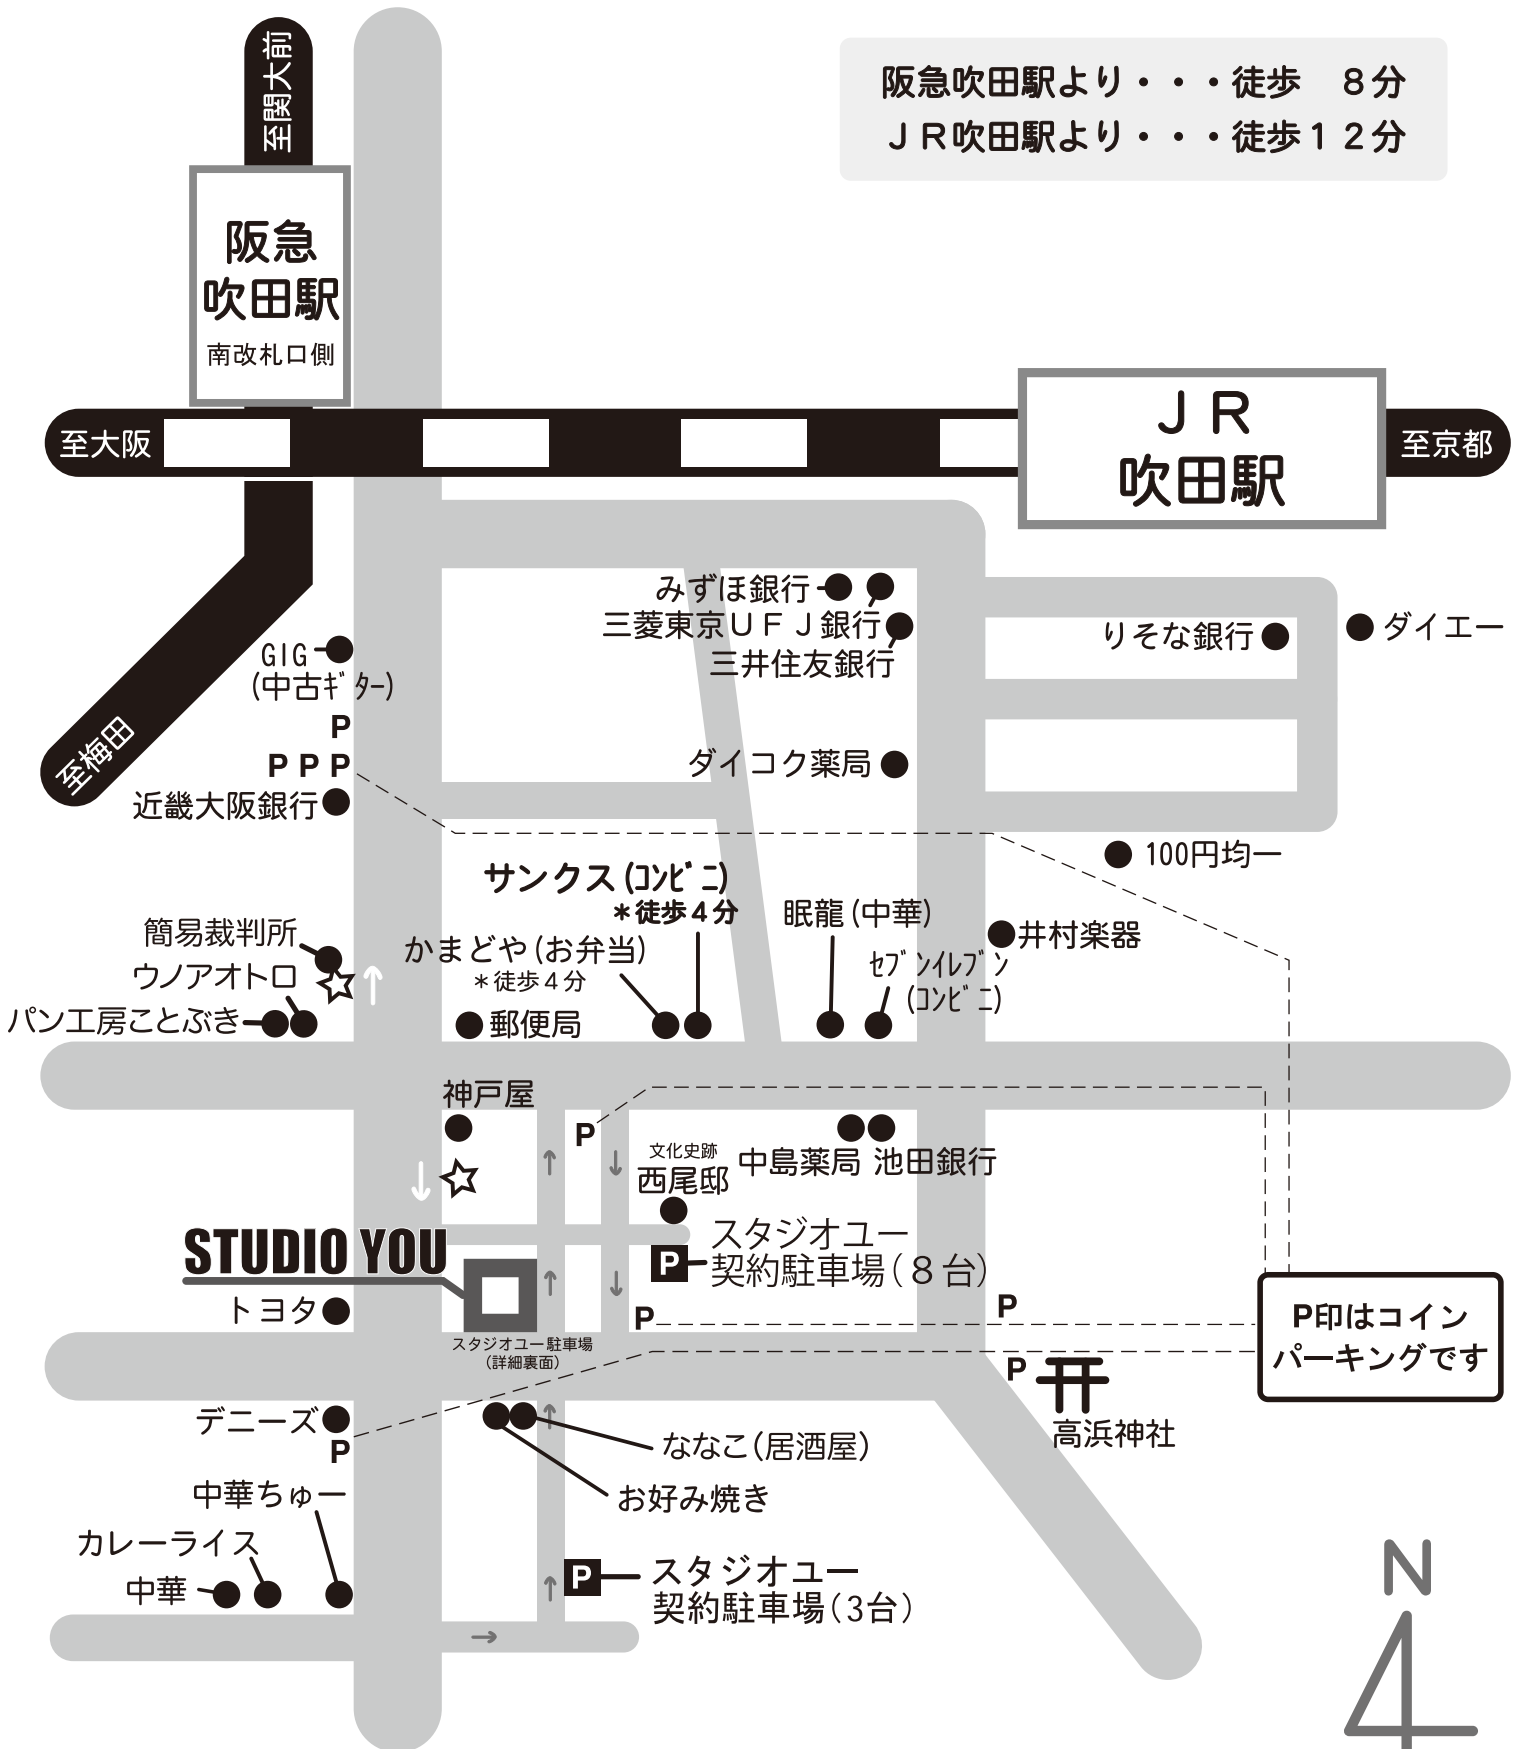 至関大前
阪急吹田駅より・・・徒歩　８分
ＪＲ吹田駅より・・・徒歩１２分
阪急
吹田駅
南改札口側
ＪＲ
吹田駅
至大阪
至京都
みずほ銀行
三菱東京ＵＦＪ銀行
三井住友銀行
りそな銀行
ダイエー
GIG
(中古ｷﾞﾀｰ)
P
P P P
至梅田
近畿大阪銀行
ダイコク薬局
100円均一
サンクス(ｺﾝﾋﾞﾆ)
＊徒歩４分
眠龍(中華)
簡易裁判所
かまどや(お弁当)
＊徒歩４分
井村楽器
ｾﾌﾞﾝｲﾚﾌﾞﾝ
(ｺﾝﾋﾞﾆ)
ウノアオトロ
パン工房ことぶき
郵便局
神戸屋
P
文化史跡
西尾邸
中島薬局
池田銀行
STUDIO YOU
スタジオユー
契約駐車場(８台)
P
トヨタ
P
P
P印はコイン
パーキングです
スタジオユー駐車場
(詳細裏面)
P
高浜神社
デニーズ
P
ななこ(居酒屋)
お好み焼き
中華ちゅー
カレーライス
中華
P
スタジオユー
契約駐車場(3台)
N